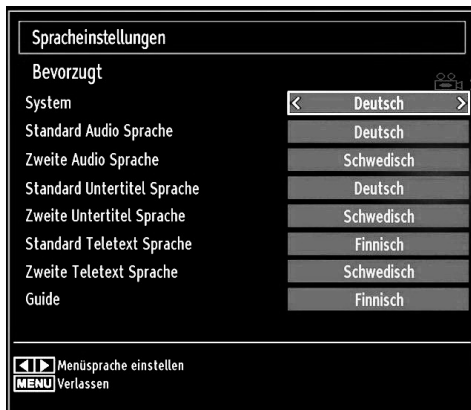 Spracheinstellungen
Bevorzugt
System < Deutsch >
Standard Audio Sprache Deutsch
Zweite Audio Sprache Schwedisch
Standard Untertitel Sprache Deutsch
Zweite Untertitel Sprache Schwedisch
Standard Teletext Sprache Finnisch
Zweite Teletext Sprache Schwedisch
Guide Finnisch
Menüsprache einstellen
MENU Verlassen